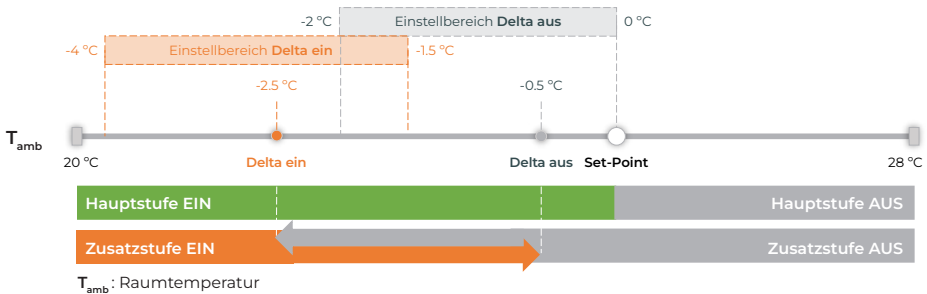 -2 °C Einstellbereich Delta aus 0 °C
-4 °C Einstellbereich Delta ein -1.5 °C
-2.5 °C -0.5 °C
Tamb
20 °C Delta ein Delta aus Set-Point 28 °C
Hauptstufe EIN Hauptstufe AUS
Zusatzstufe EIN Zusatzstufe AUS
Tamb: Raumtemperatur